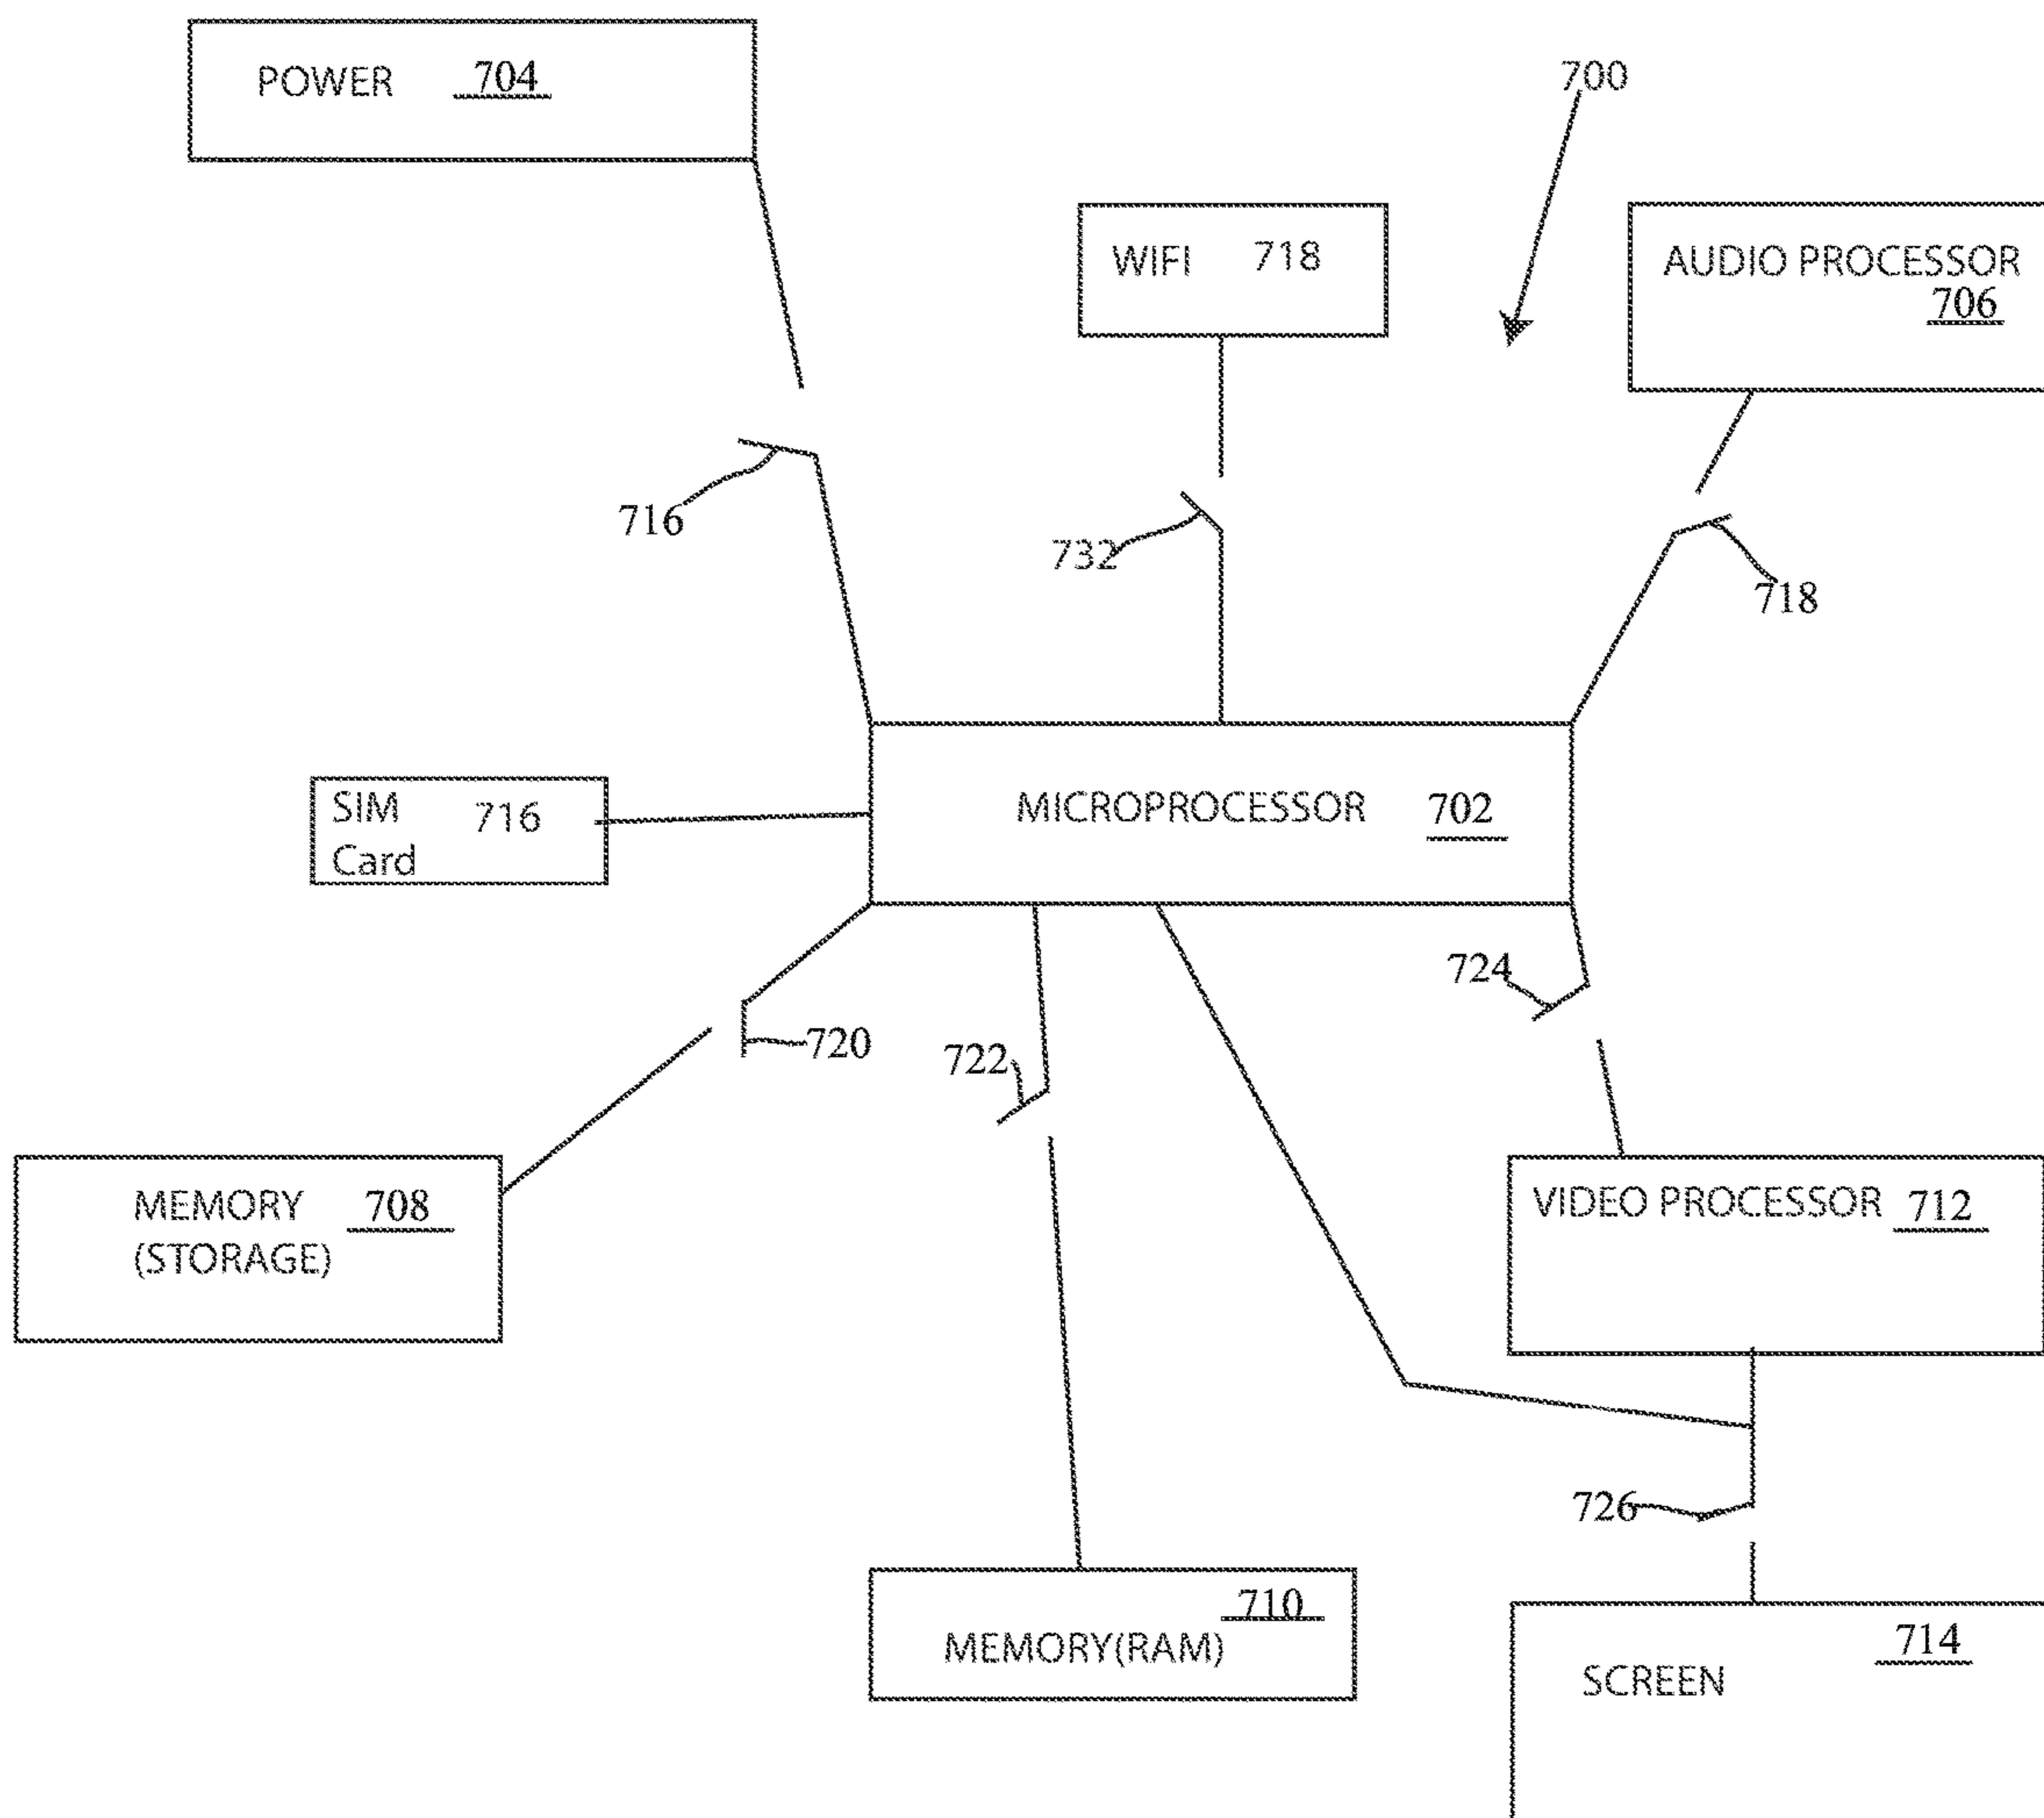 POWER 704
700
WIFI 718
AUDIO PROCESSOR
706
716
732
718
SIM 716
Card
MICROPROCESSOR 702
724
720
722
MEMORY 708
(STORAGE)
VIDEO PROCESSOR 712
726
710
MEMORY(RAM)
714
SCREEN